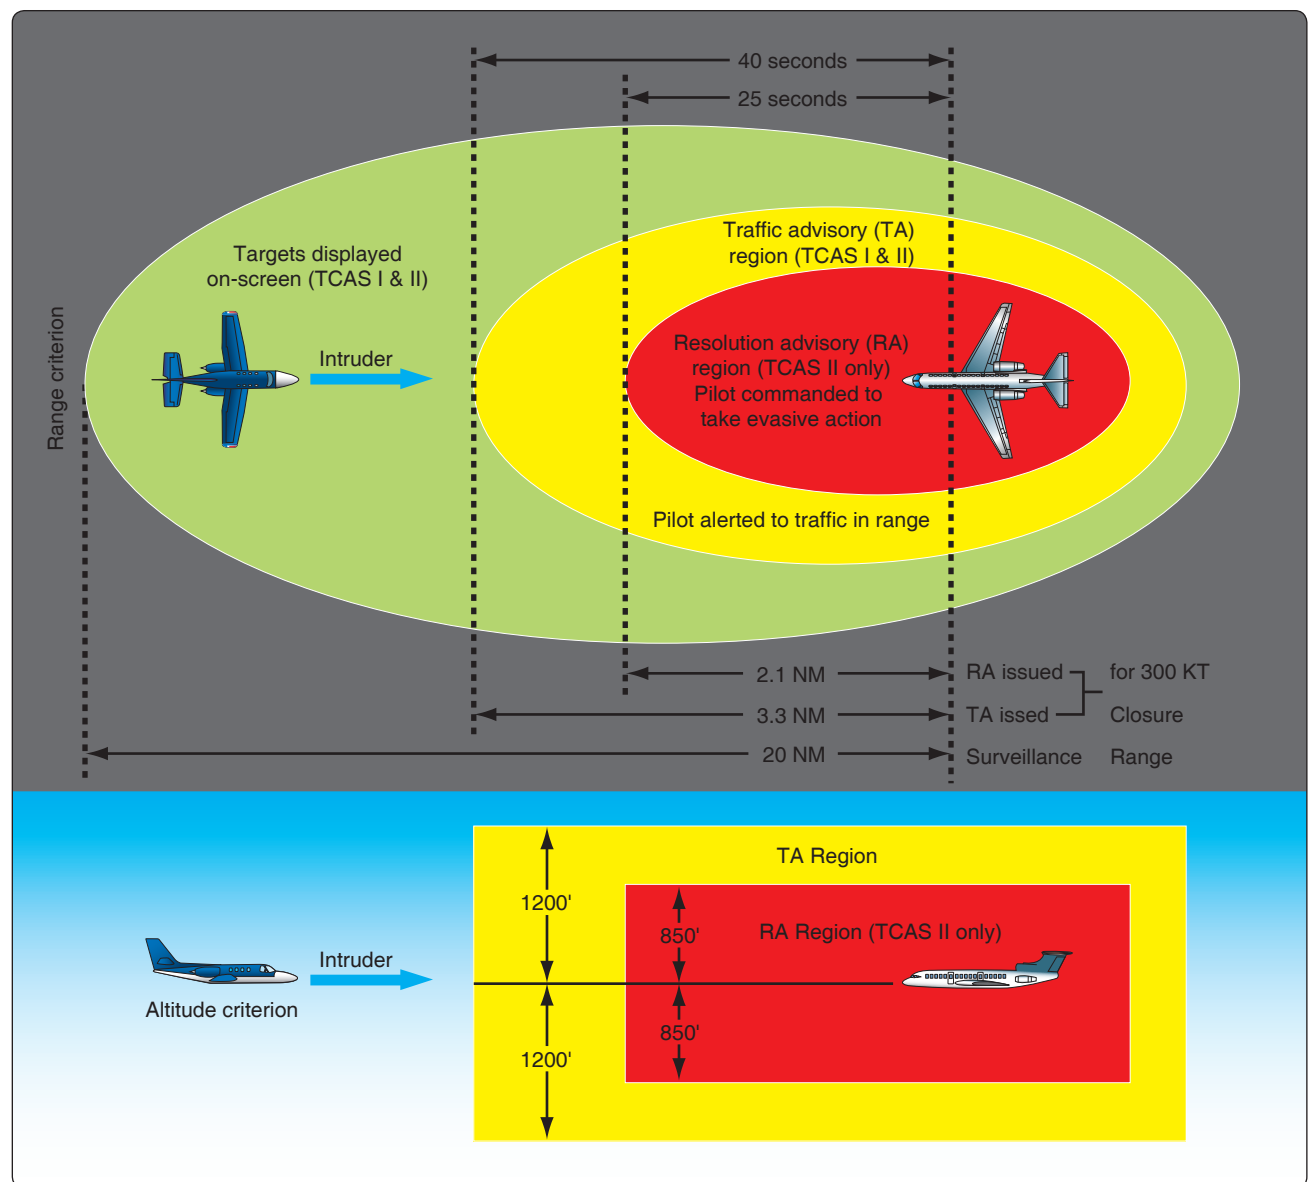 40 seconds
25 seconds
Targets displayed
on-screen (TCAS I & II)
Traffic advisory (TA)
region (TCAS I & II)
Range criterion
Intruder
Resolution advisory (RA)
region (TCAS II only)
Pilot commanded to
take evasive action
Pilot alerted to traffic in range
2.1 NM RA issued for 300 KT
3.3 NM TA issed Closure
20 NM Surveillance Range
TA Region
1200'
850'
RA Region (TCAS II only)
Intruder
Altitude criterion
850'
1200'